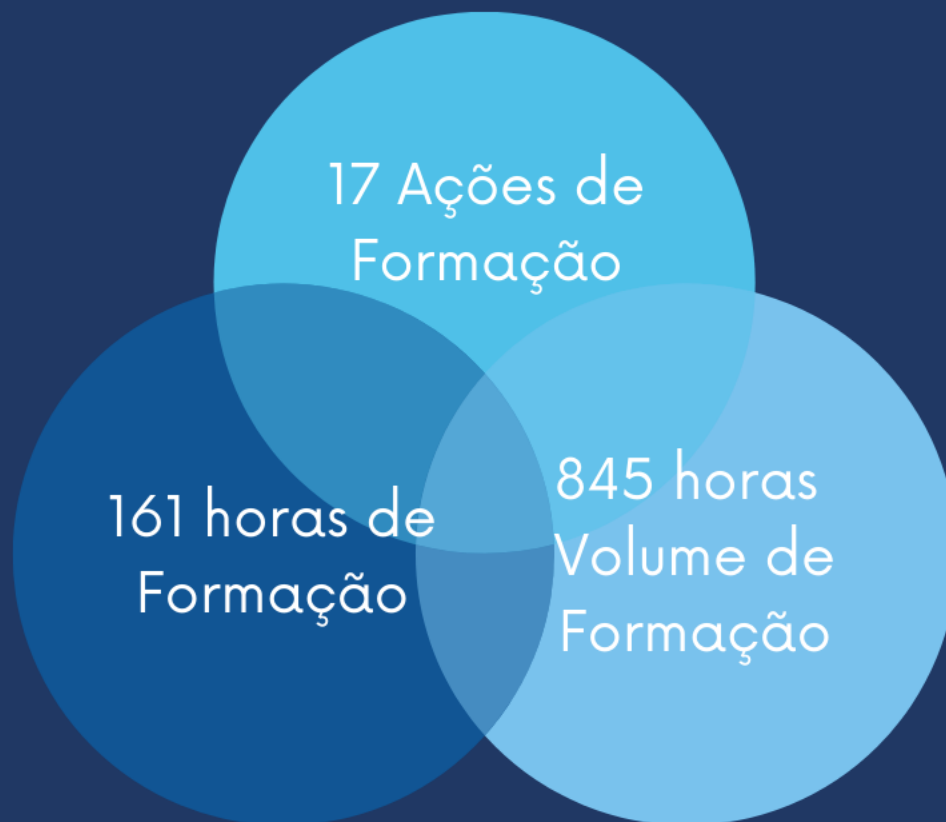 17 Ações de
Formação
161 horas de
Formação
845 horas
Volume de
Formação